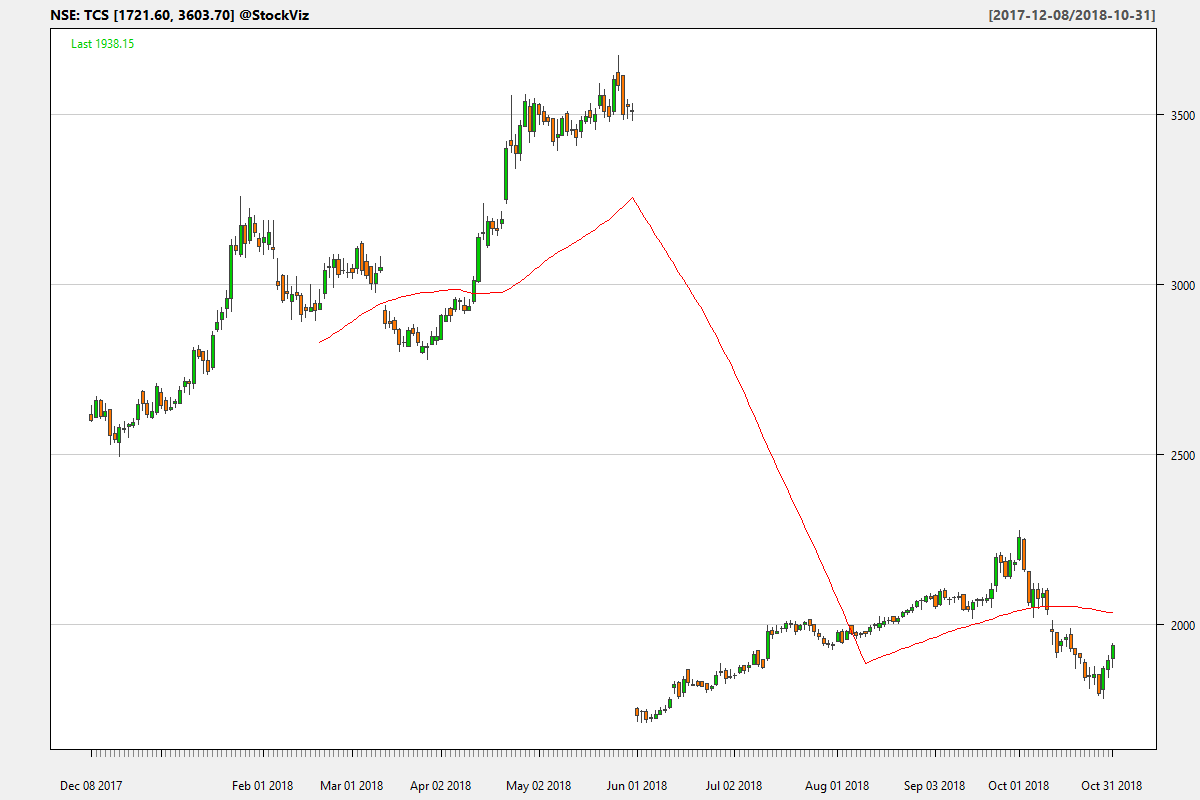 NSE: TCS [1721.60, 3603.70] @StockViz [2017-12-08/2018-10-31]
Last 1938.15
3500
3000
2500
2000
Dec 08 2017 Feb 01 2018 Mar 01 2018 Apr 02 2018 May 02 2018 Jun 01 2018 Jul 02 2018 Aug 01 2018 Sep 03 2018 Oct 01 2018 Oct 31 2018